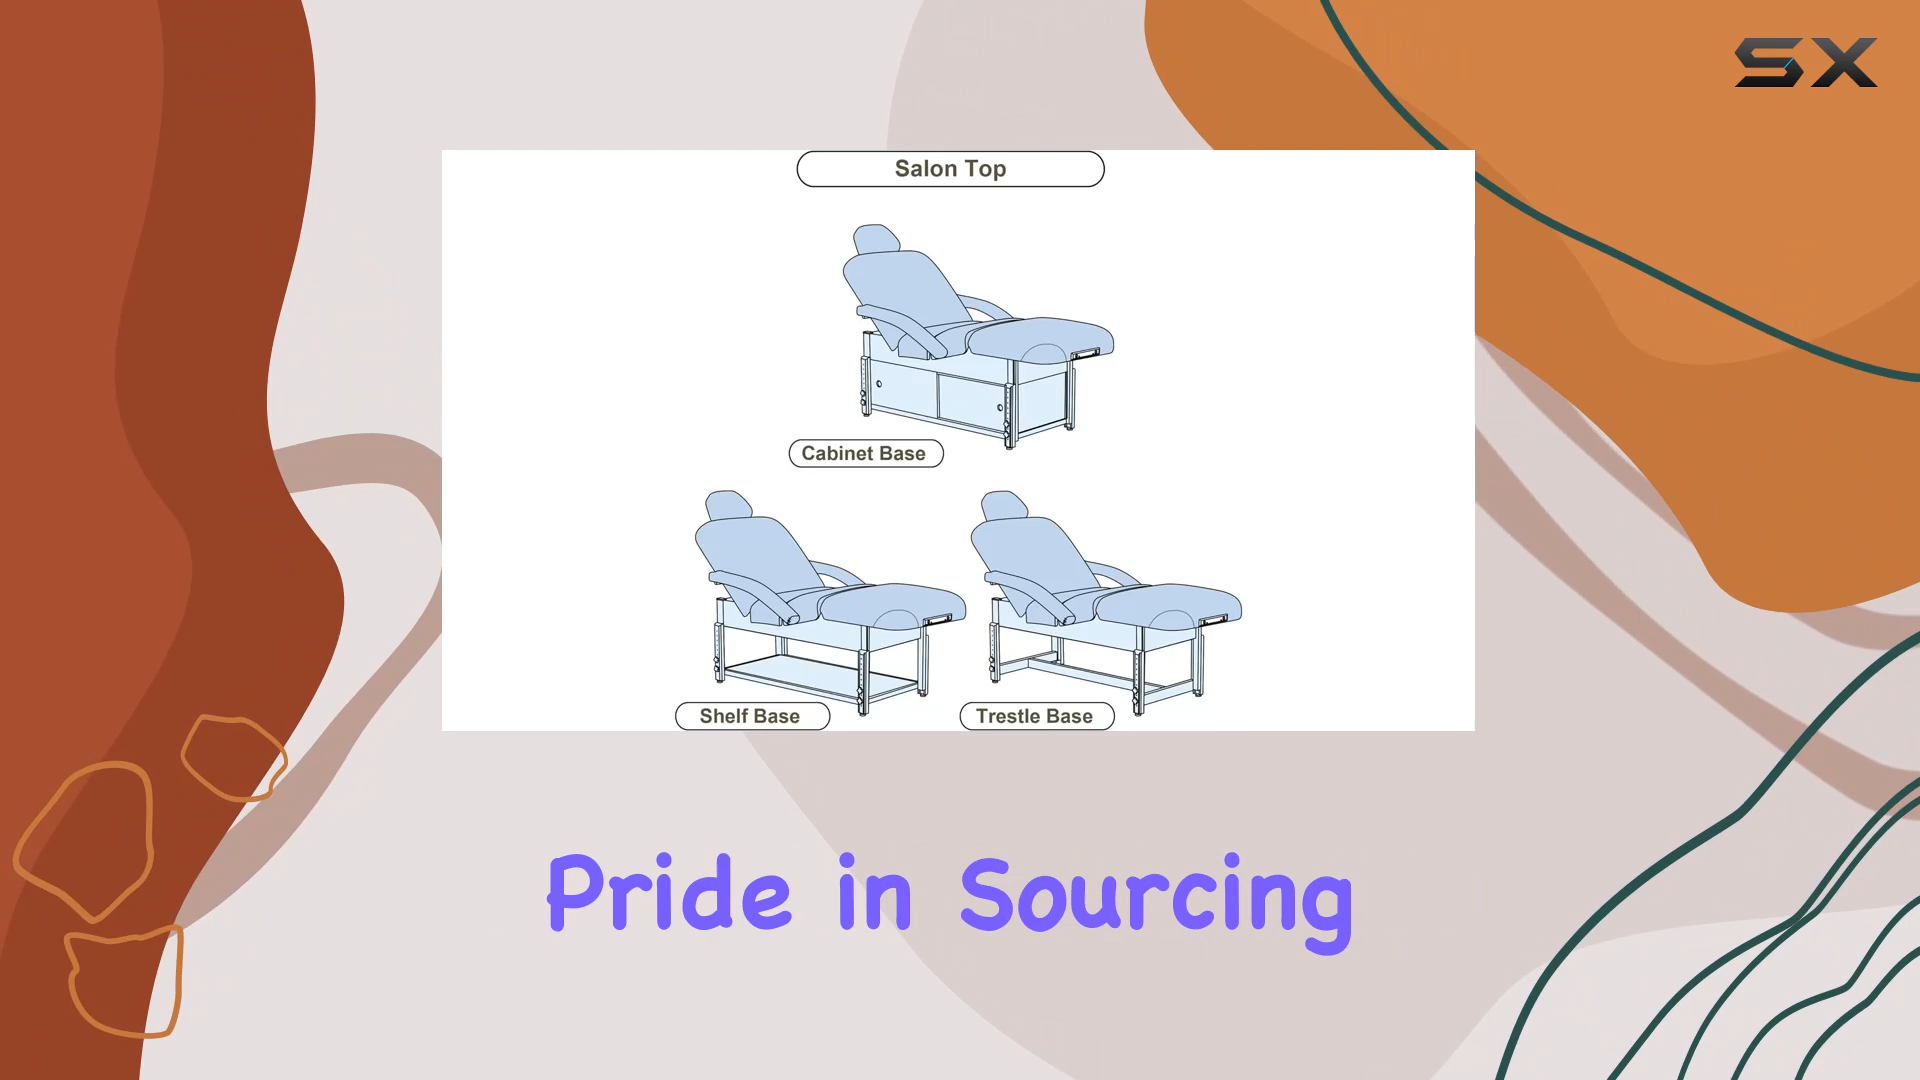 SX
Salon Top
Cabinet Base
Shelf Base
Trestle Base
Pride in Sourcing